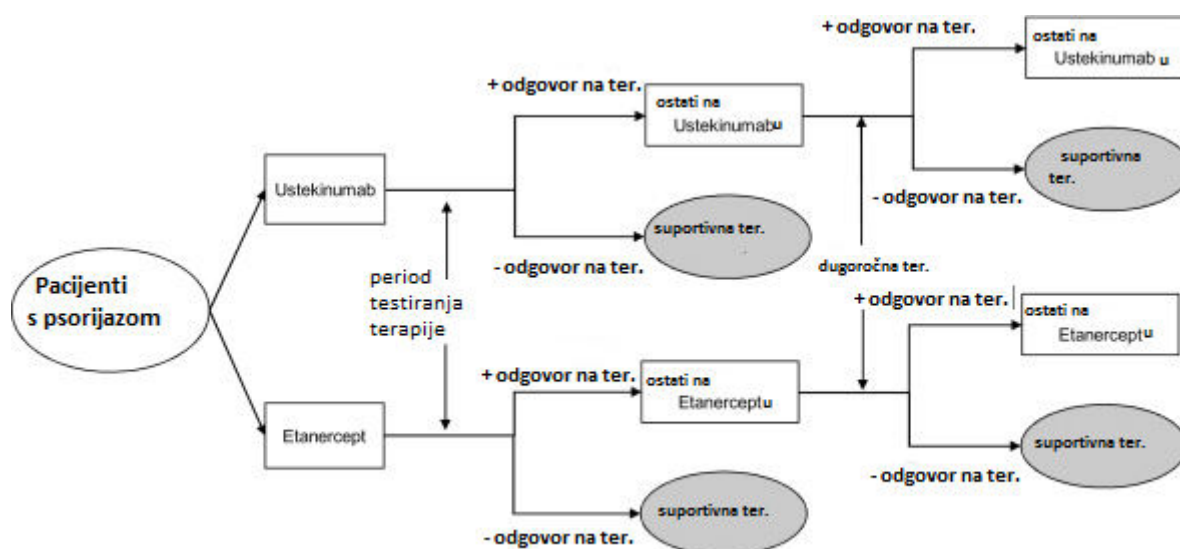 + odgovor na ter.
ostati na
Ustekinumab u
+ odgovor na ter.
ostati na
Ustekinumabu
suportivna
ter.
- odgovor na ter.
Ustekinumab
suportivna ter.
- odgovor na ter.
Pacijenti
s psorijazom
period
testiranja
terapije
dugoročna ter.
+ odgovor na ter.
ostati na
Etanerceptu
+ odgovor na ter.
ostati na
Etanerceptu
Etanercept
suportivna ter.
- odgovor na ter.
suportivna ter.
- odgovor na ter.